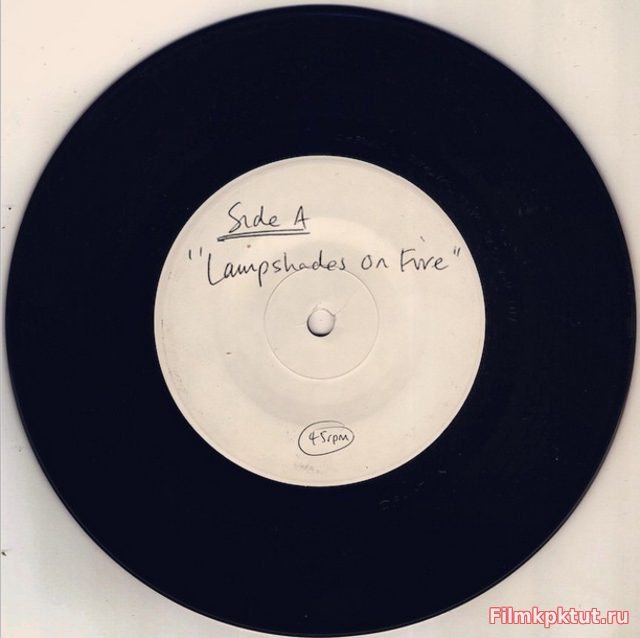 Side A
"Lampshades on Fire"
45rpm
Filmkpktut.ru